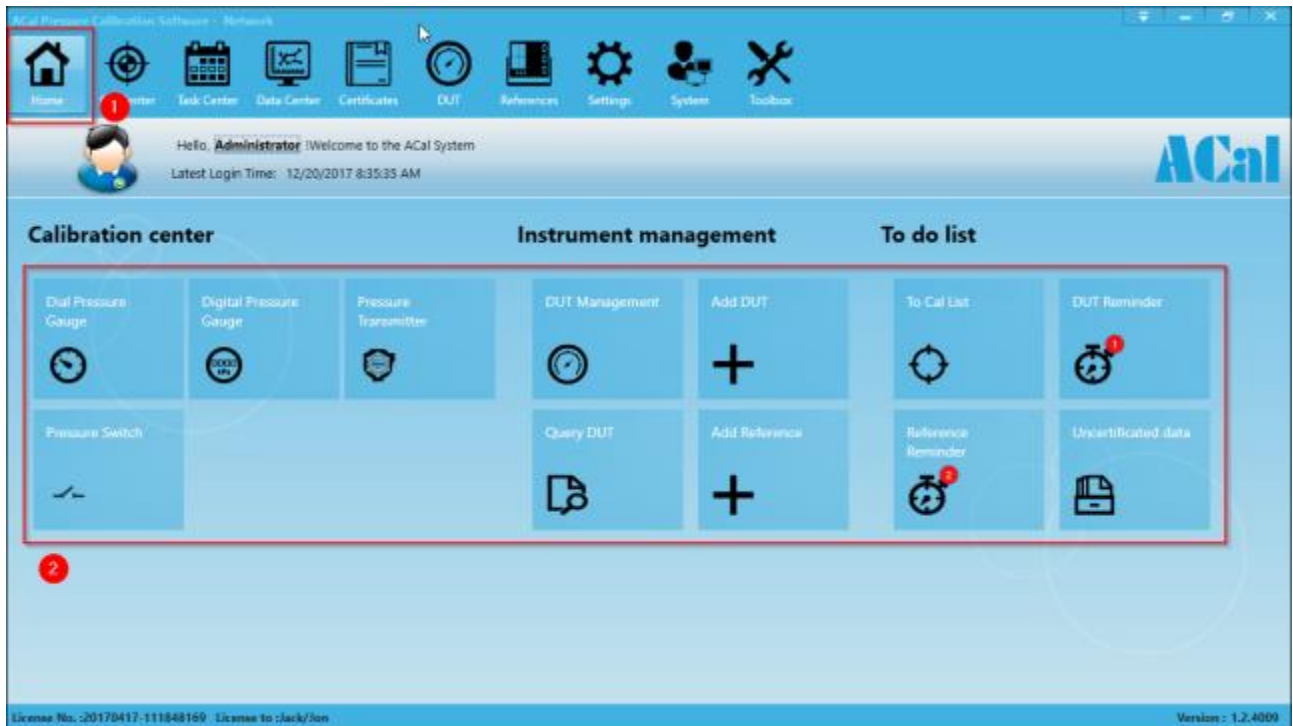 ACal Pressure Calibration Software - Network
Home
Task Center
Data Center
Certificates
DUT
References
Settings
System
Toolbox
1
Hello, Administrator !Welcome to the ACal System
Latest Login Time: 12/20/2017 8:35:35 AM
ACal
Calibration center
Instrument management
To do list
Dial Pressure
Gauge
Digital Pressure
Gauge
Pressure
Transmitter
DUT Management
Add DUT
To Cal List
DUT Reminder
1
Pressure Switch
Query DUT
Add Reference
Reference
Reminder
2
Uncertificated data
2
License No. :20170417-111848169 License to :Jack/Jon
Version : 1.2.4009